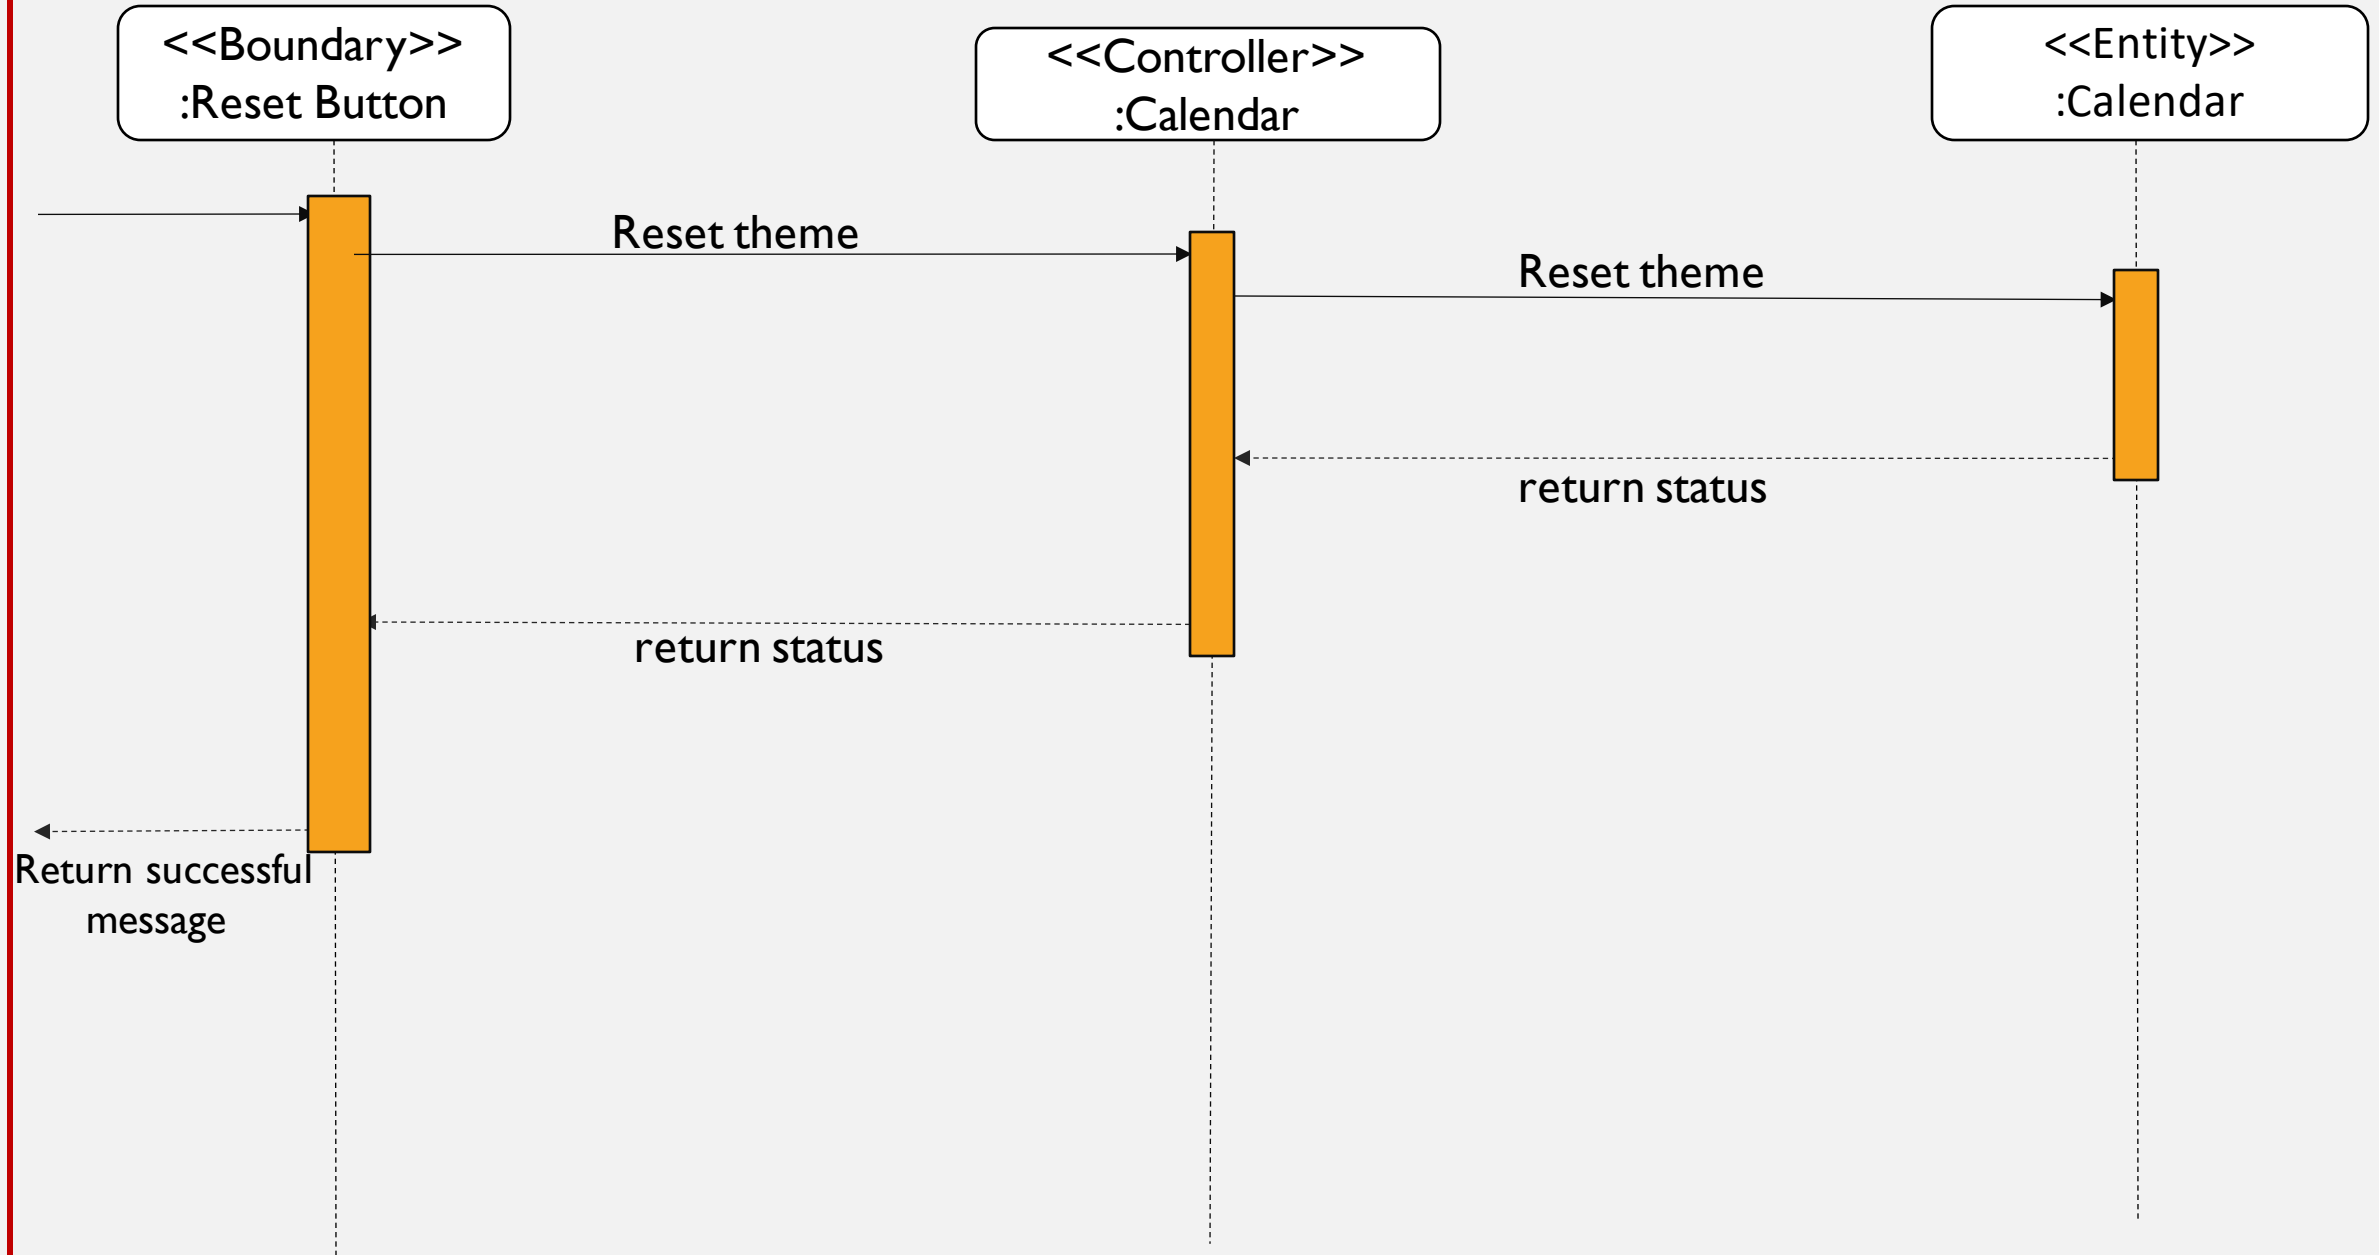 <<Boundary>>
:Reset Button
<<Controller>>
:Calendar
<<Entity>>
:Calendar
Reset theme
Reset theme
return status
return status
Return successful
message